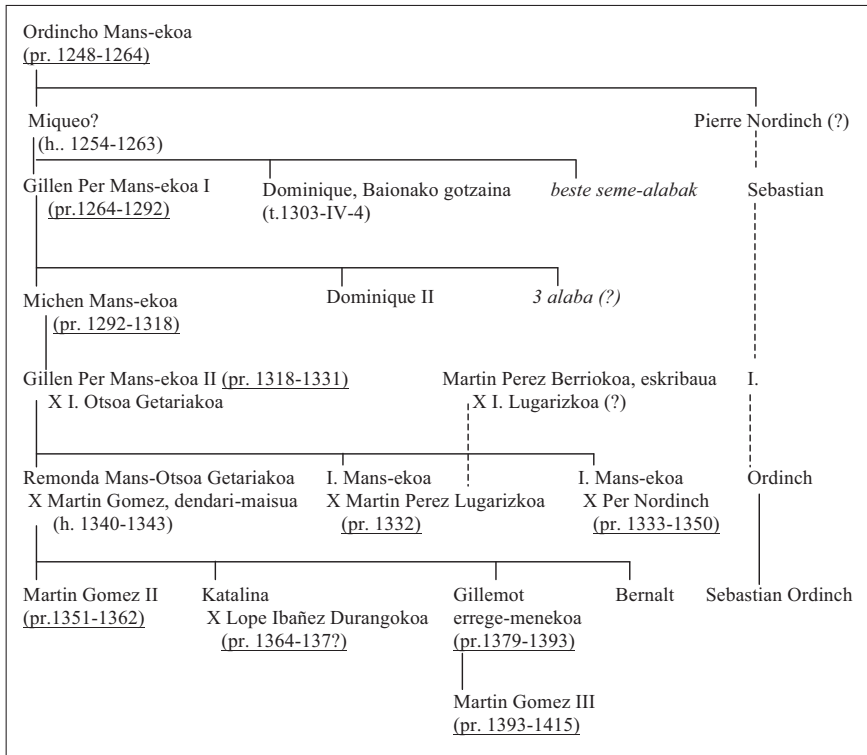 Ordincho Mans-ekoa
(pr. 1248-1264)
Miqueo?
(h.. 1254-1263)
Pierre Nordinch (?)
Gillen Per Mans-ekoa I
(pr.1264-1292)
Dominique, Baionako gotzaina
(t.1303-IV-4)
beste seme-alabak
Sebastian
Michen Mans-ekoa
(pr. 1292-1318)
Dominique II
3 alaba (?)
Gillen Per Mans-ekoa II (pr. 1318-1331)
X I. Otsoa Getariakoa
Martin Perez Berriokoa, eskribaua
X I. Lugarizkoa (?)
I.
Remonda Mans-Otsoa Getariakoa
X Martin Gomez, dendari-maisua
(h. 1340-1343)
I. Mans-ekoa
X Martin Perez Lugarizkoa
(pr. 1332)
I. Mans-ekoa
X Per Nordinch
(pr. 1333-1350)
Ordinch
Martin Gomez II
(pr.1351-1362)
Katalina
X Lope Ibañez Durangokoa
(pr. 1364-137?)
Gillemot
errege-menekoa
(pr.1379-1393)
Bernalt
Sebastian Ordinch
Martin Gomez III
(pr. 1393-1415)